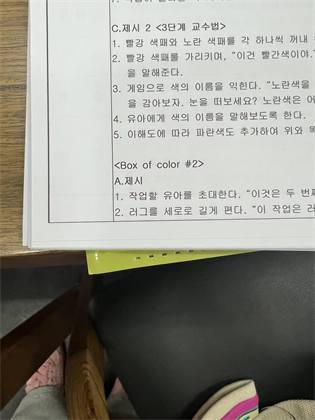 C.제시 2 <3단계 교수법>
1. 빨강 색패와 노란 색패를 각 하나씩 꺼내
2. 빨강 색패를 가리키며, "이건 빨간색이야."
을 말해준다.
3. 게임으로 색의 이름을 익힌다. "노란색을
을 감아보자. 눈을 떠보세요? 노란색은 어
4. 유아에게 색의 이름을 말해보도록 한다.
5. 이해도에 따라 파란색도 추가하여 위와 똑
<Box of color #2>
A.제시
1. 작업할 유아를 초대한다. "이것은 두 번째
2. 러그를 세로로 길게 편다. "이 작업은 러